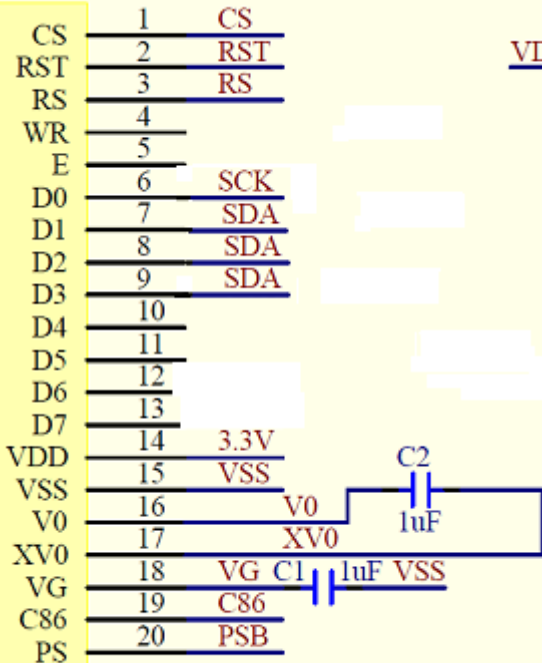 CS 1 CS
RST 2 RST VD
RS 3 RS
WR 4
E 5
D0 6 SCK
D1 7 SDA
D2 8 SDA
D3 9 SDA
D4 10
D5 11
D6 12
D7 13
VDD 14 3.3V
VSS 15 VSS C2
V0 16 V0 1uF
XV0 17 XV0
VG 18 VG C1 1uF VSS
C86 19 C86
PS 20 PSB